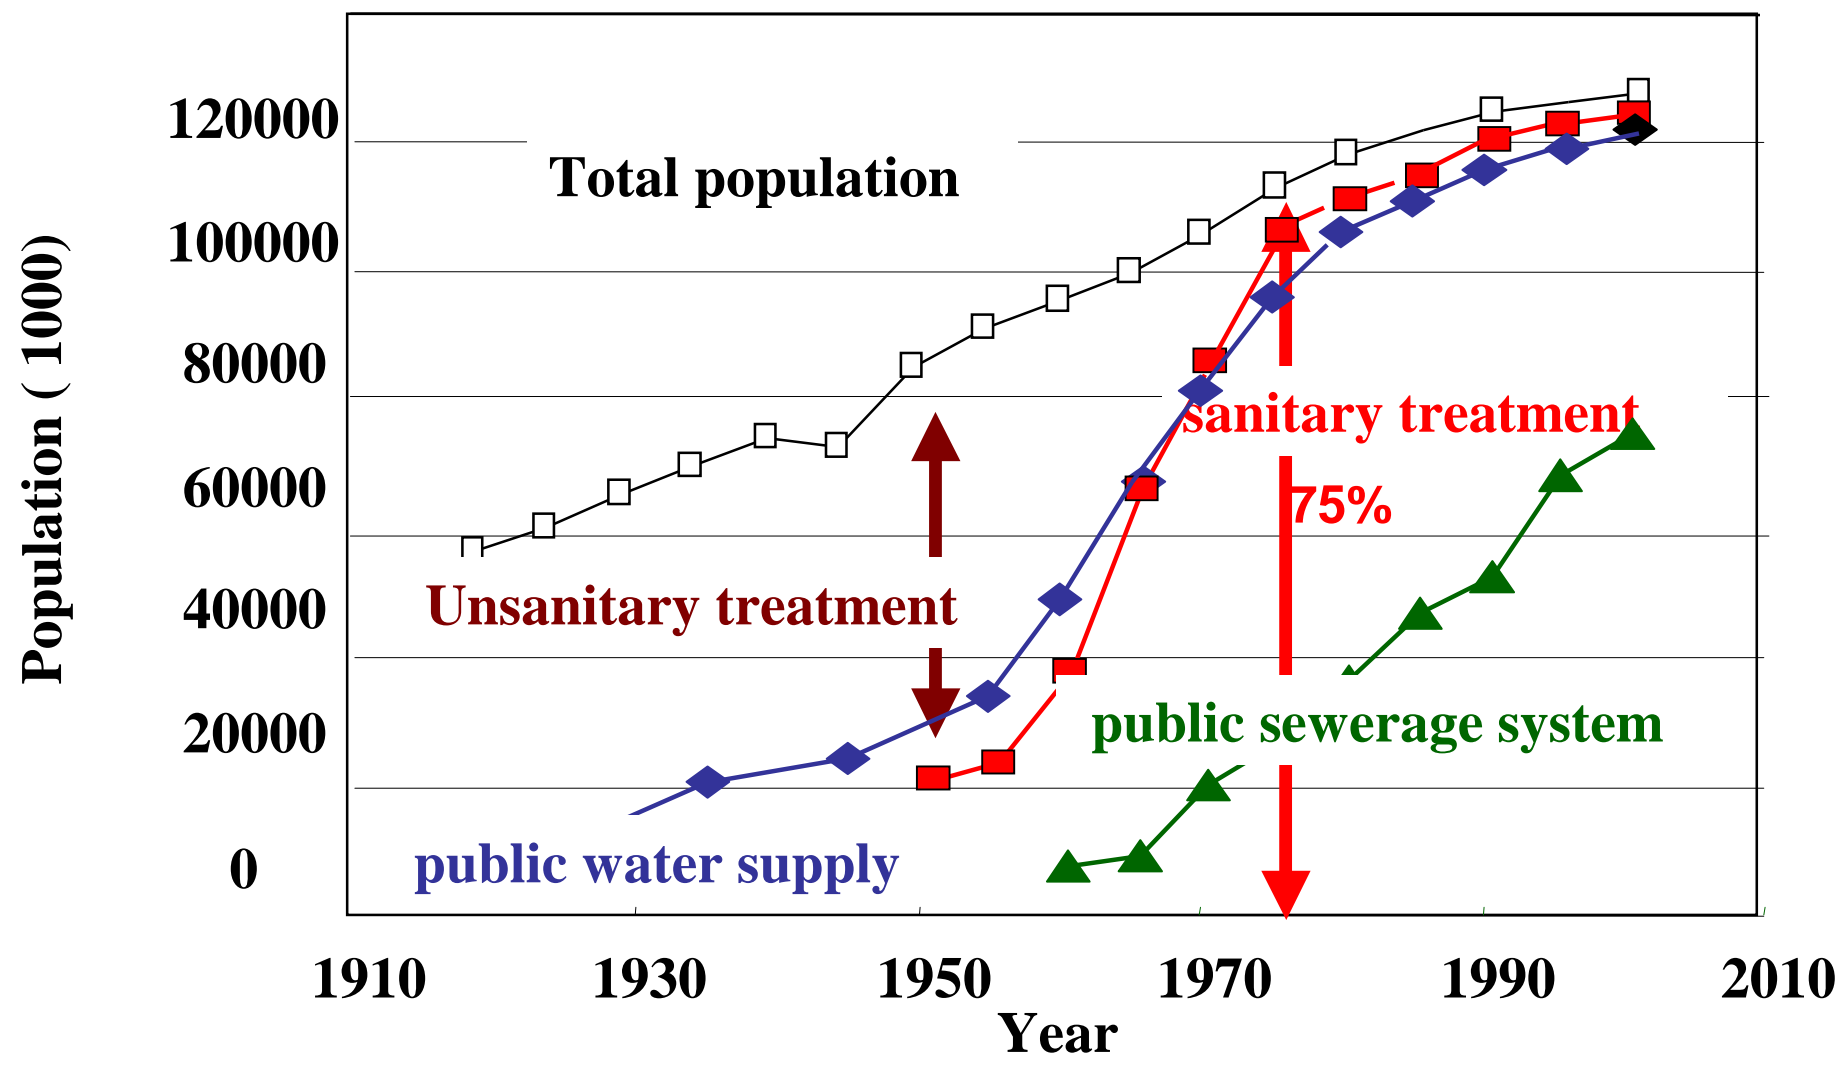 120000
Total population
100000
80000
sanitary treatment
60000
75%
Unsanitary treatment
40000
public sewerage system
20000
public water supply
0
Population ( 1000)
1910 1930 1950 1970 1990 2010
Year